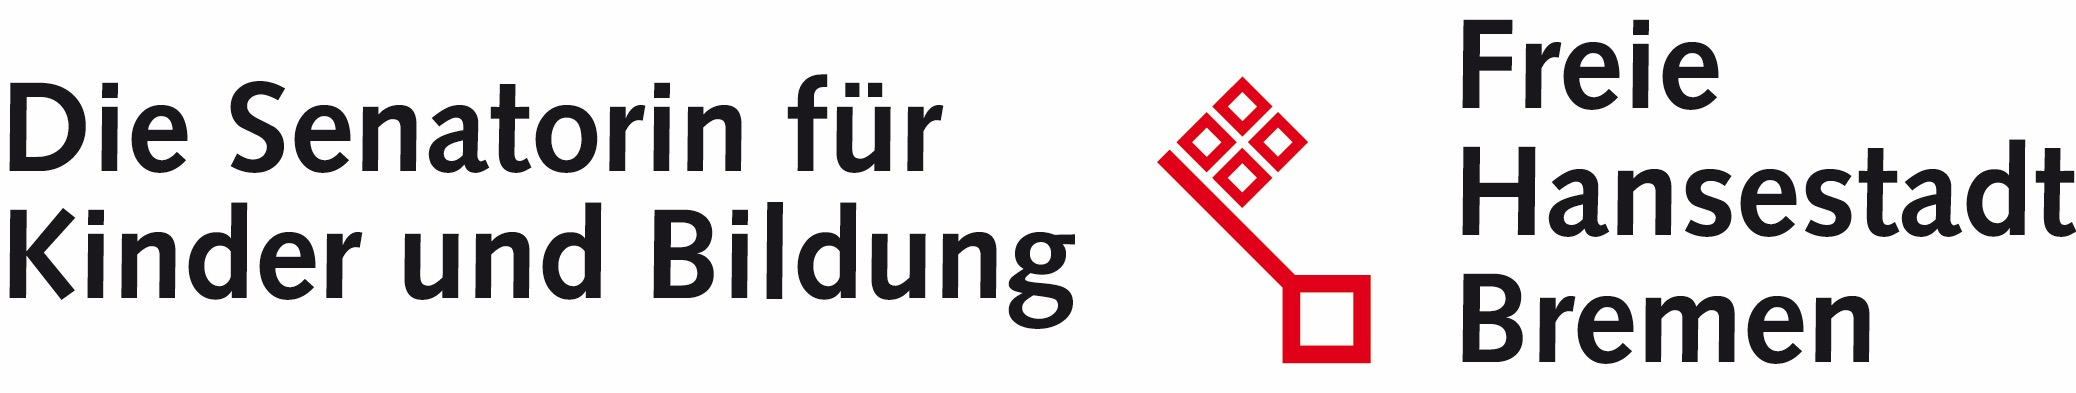 Die Senatorin für
Kinder und Bildung
Freie
Hansestadt
Bremen